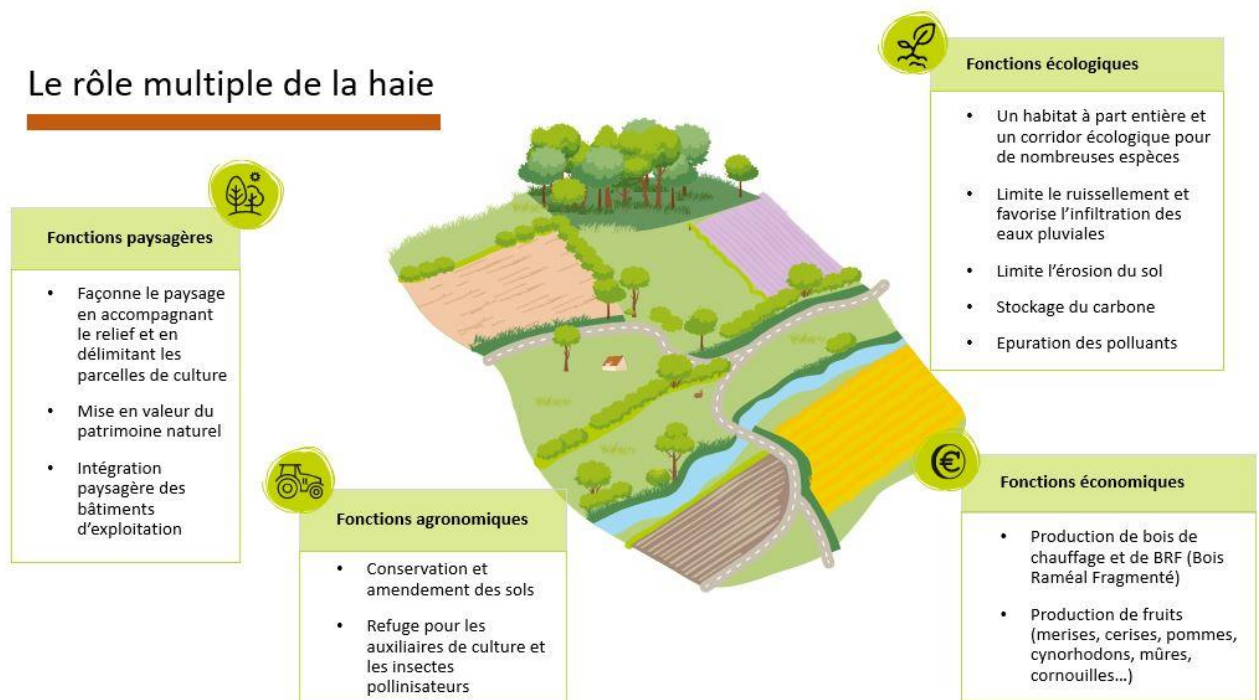 Le rôle multiple de la haie
Fonctions paysagères
• Façonne le paysage
en accompagnant
le relief et en
délimitant les
parcelles de culture
• Mise en valeur du
patrimoine naturel
• Intégration
paysagère des
bâtiments
d'exploitation
Fonctions agronomiques
• Conservation et
amendement des sols
• Refuge pour les
auxiliaires de culture et
les insectes
pollinisateurs
Fonctions écologiques
• Un habitat à part entière et
un corridor écologique pour
de nombreuses espèces
• Limite le ruissellement et
favorise l'infiltration des
eaux pluviales
• Limite l'érosion du sol
• Stockage du carbone
• Epuration des polluants
€
Fonctions économiques
• Production de bois de
chauffage et de BRF (Bois
Raméal Fragmenté)
• Production de fruits
(merises, cerises, pommes,
cynorhodons, mûres,
cornouilles…)